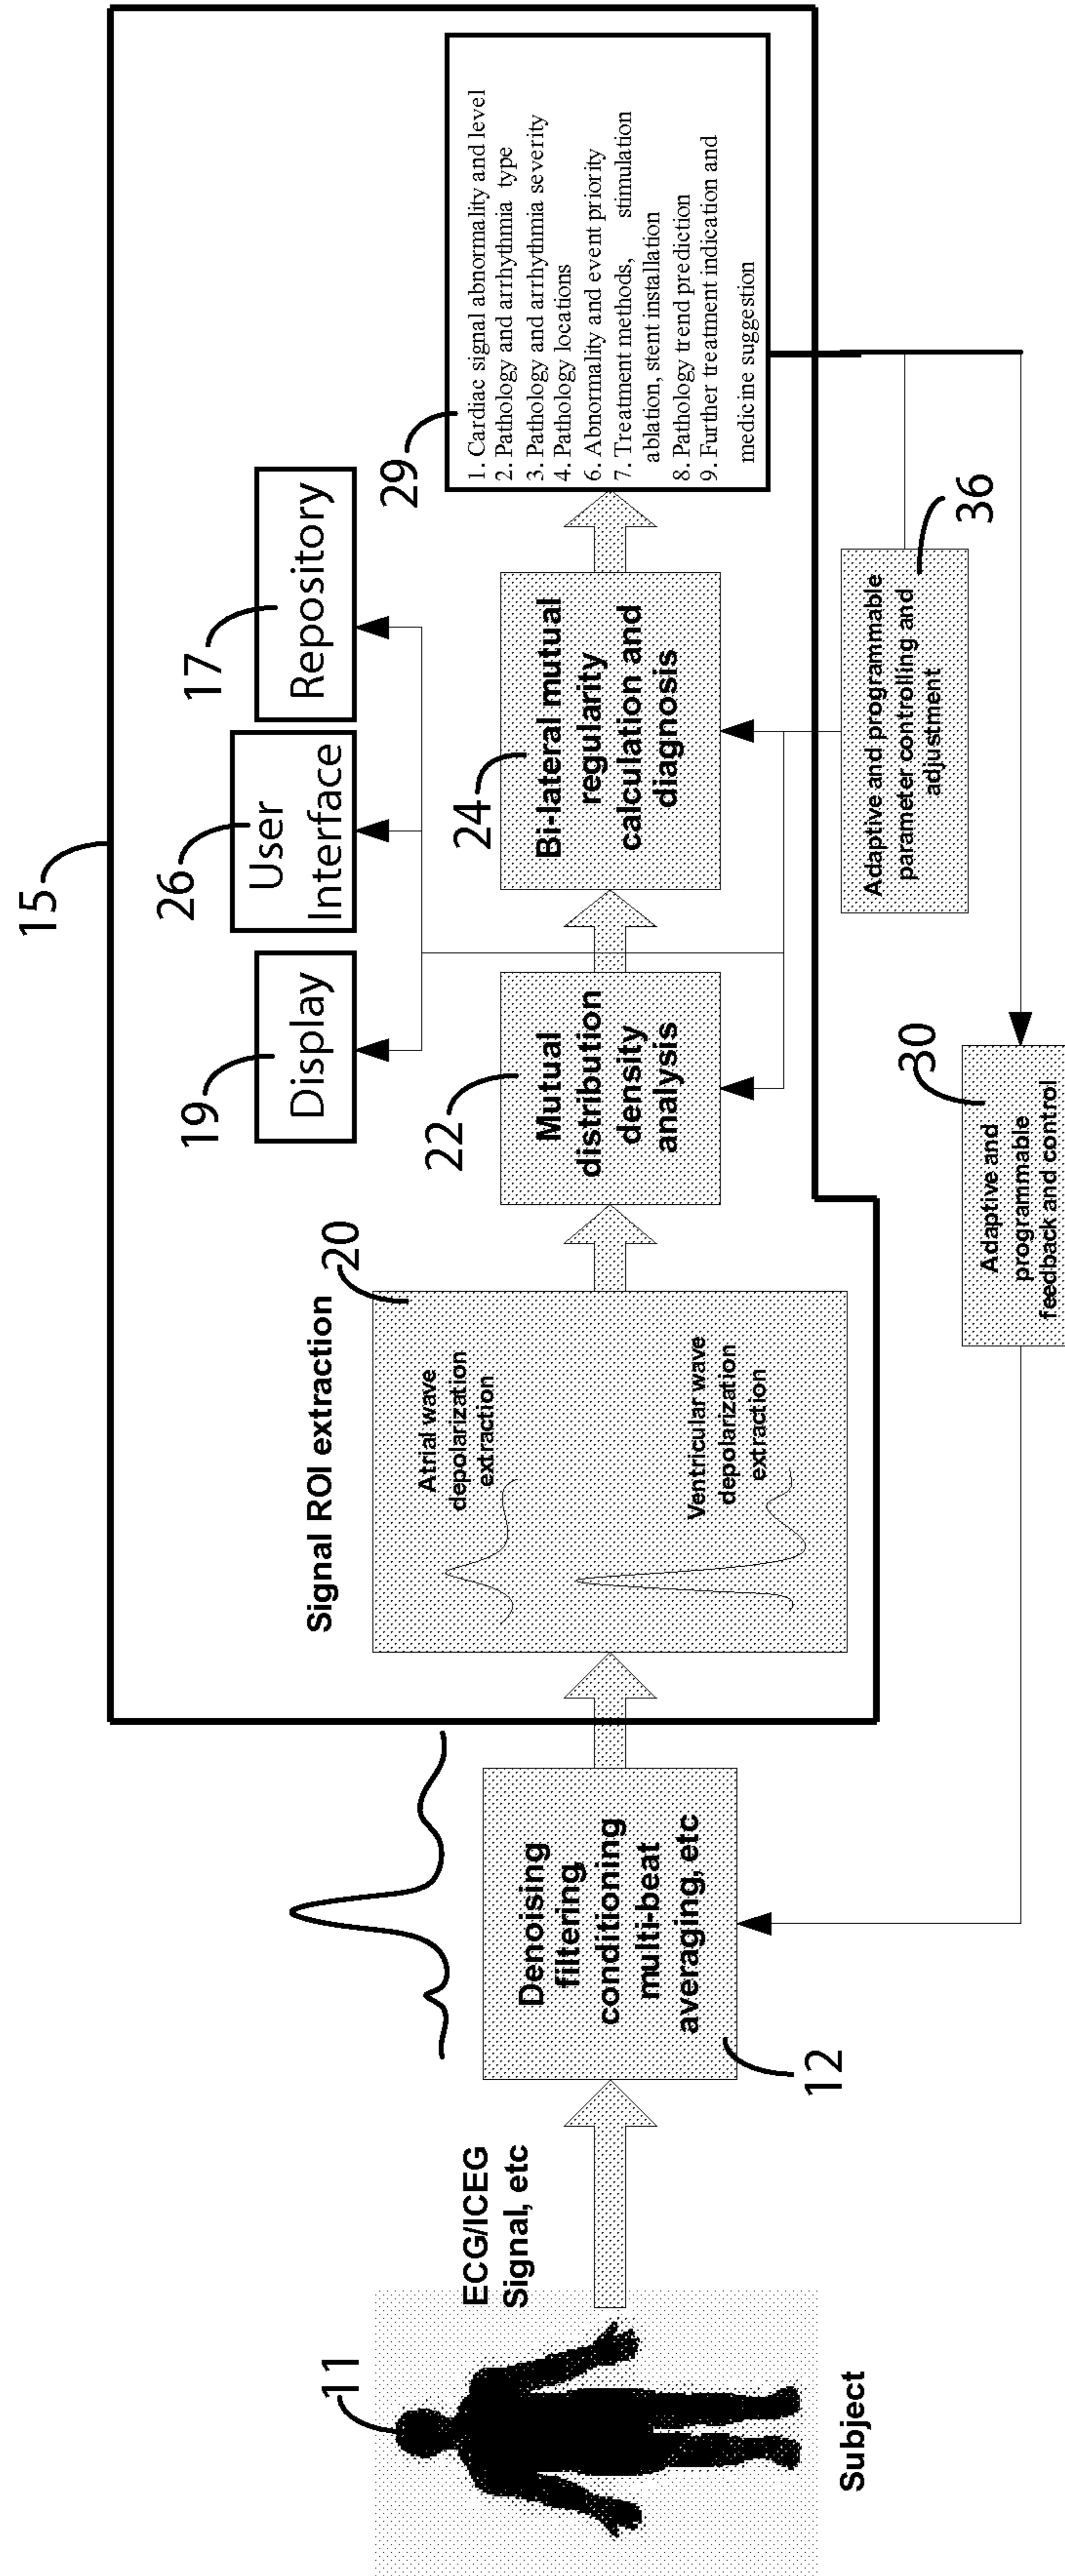 15
19
Display
26
User
Interface
17
Repository
Signal ROI extraction
20
Atrial wave
depolarization
extraction
Ventricular wave
depolarization
extraction
22
Mutual
distribution
density
analysis
24
Bi-lateral mutual
regularity
calculation and
diagnosis
29
1. Cardiac signal abnormality and level
2. Pathology and arrhythmia type
3. Pathology and arrhythmia severity
4. Pathology locations
6. Abnormality and event priority
7. Treatment methods, stimulation
ablation, stent installation
8. Pathology trend prediction
9. Further treatment indication and
medicine suggestion
11
Subject
ECG/ICEG
Signal, etc
Denoising
filtering,
conditioning
multi-beat
averaging, etc
12
30
Adaptive and
programmable
feedback and control
36
Adaptive and programmable
parameter controlling and
adjustment